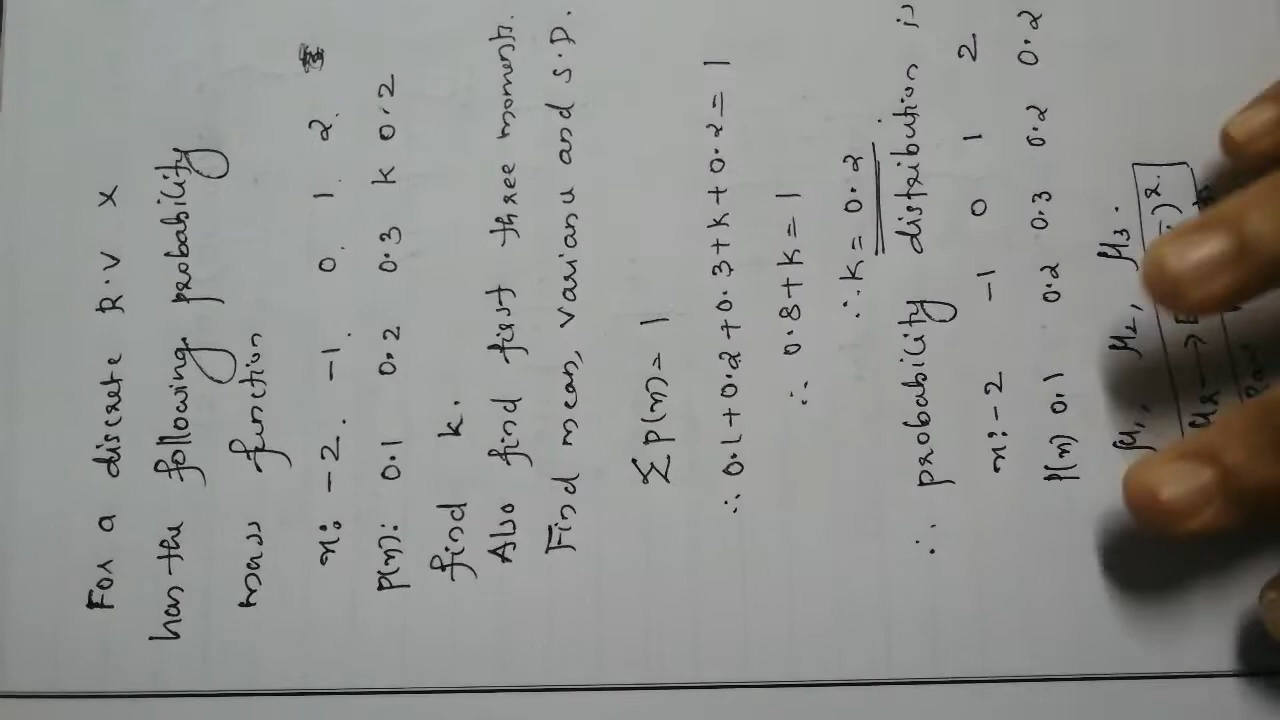 For a discrete R.V X
has the following probability
mass function
x: -2. -1. 0. 1. 2.
p(x): 0.1 0.2 0.3 K 0.2
find k.
Also find first three moments.
Find mean, variance and S.D.
∑ p(x) = 1
∴ 0.1 + 0.2 + 0.3 + K + 0.2 = 1
∴ 0.8 + K = 1
∴ K = 0.2
∴ probability distribution is
x: -2 -1 0 1 2
p(x) 0.1 0.2 0.3 0.2 0.2
μ1, μ2, μ3.
μr → )r.